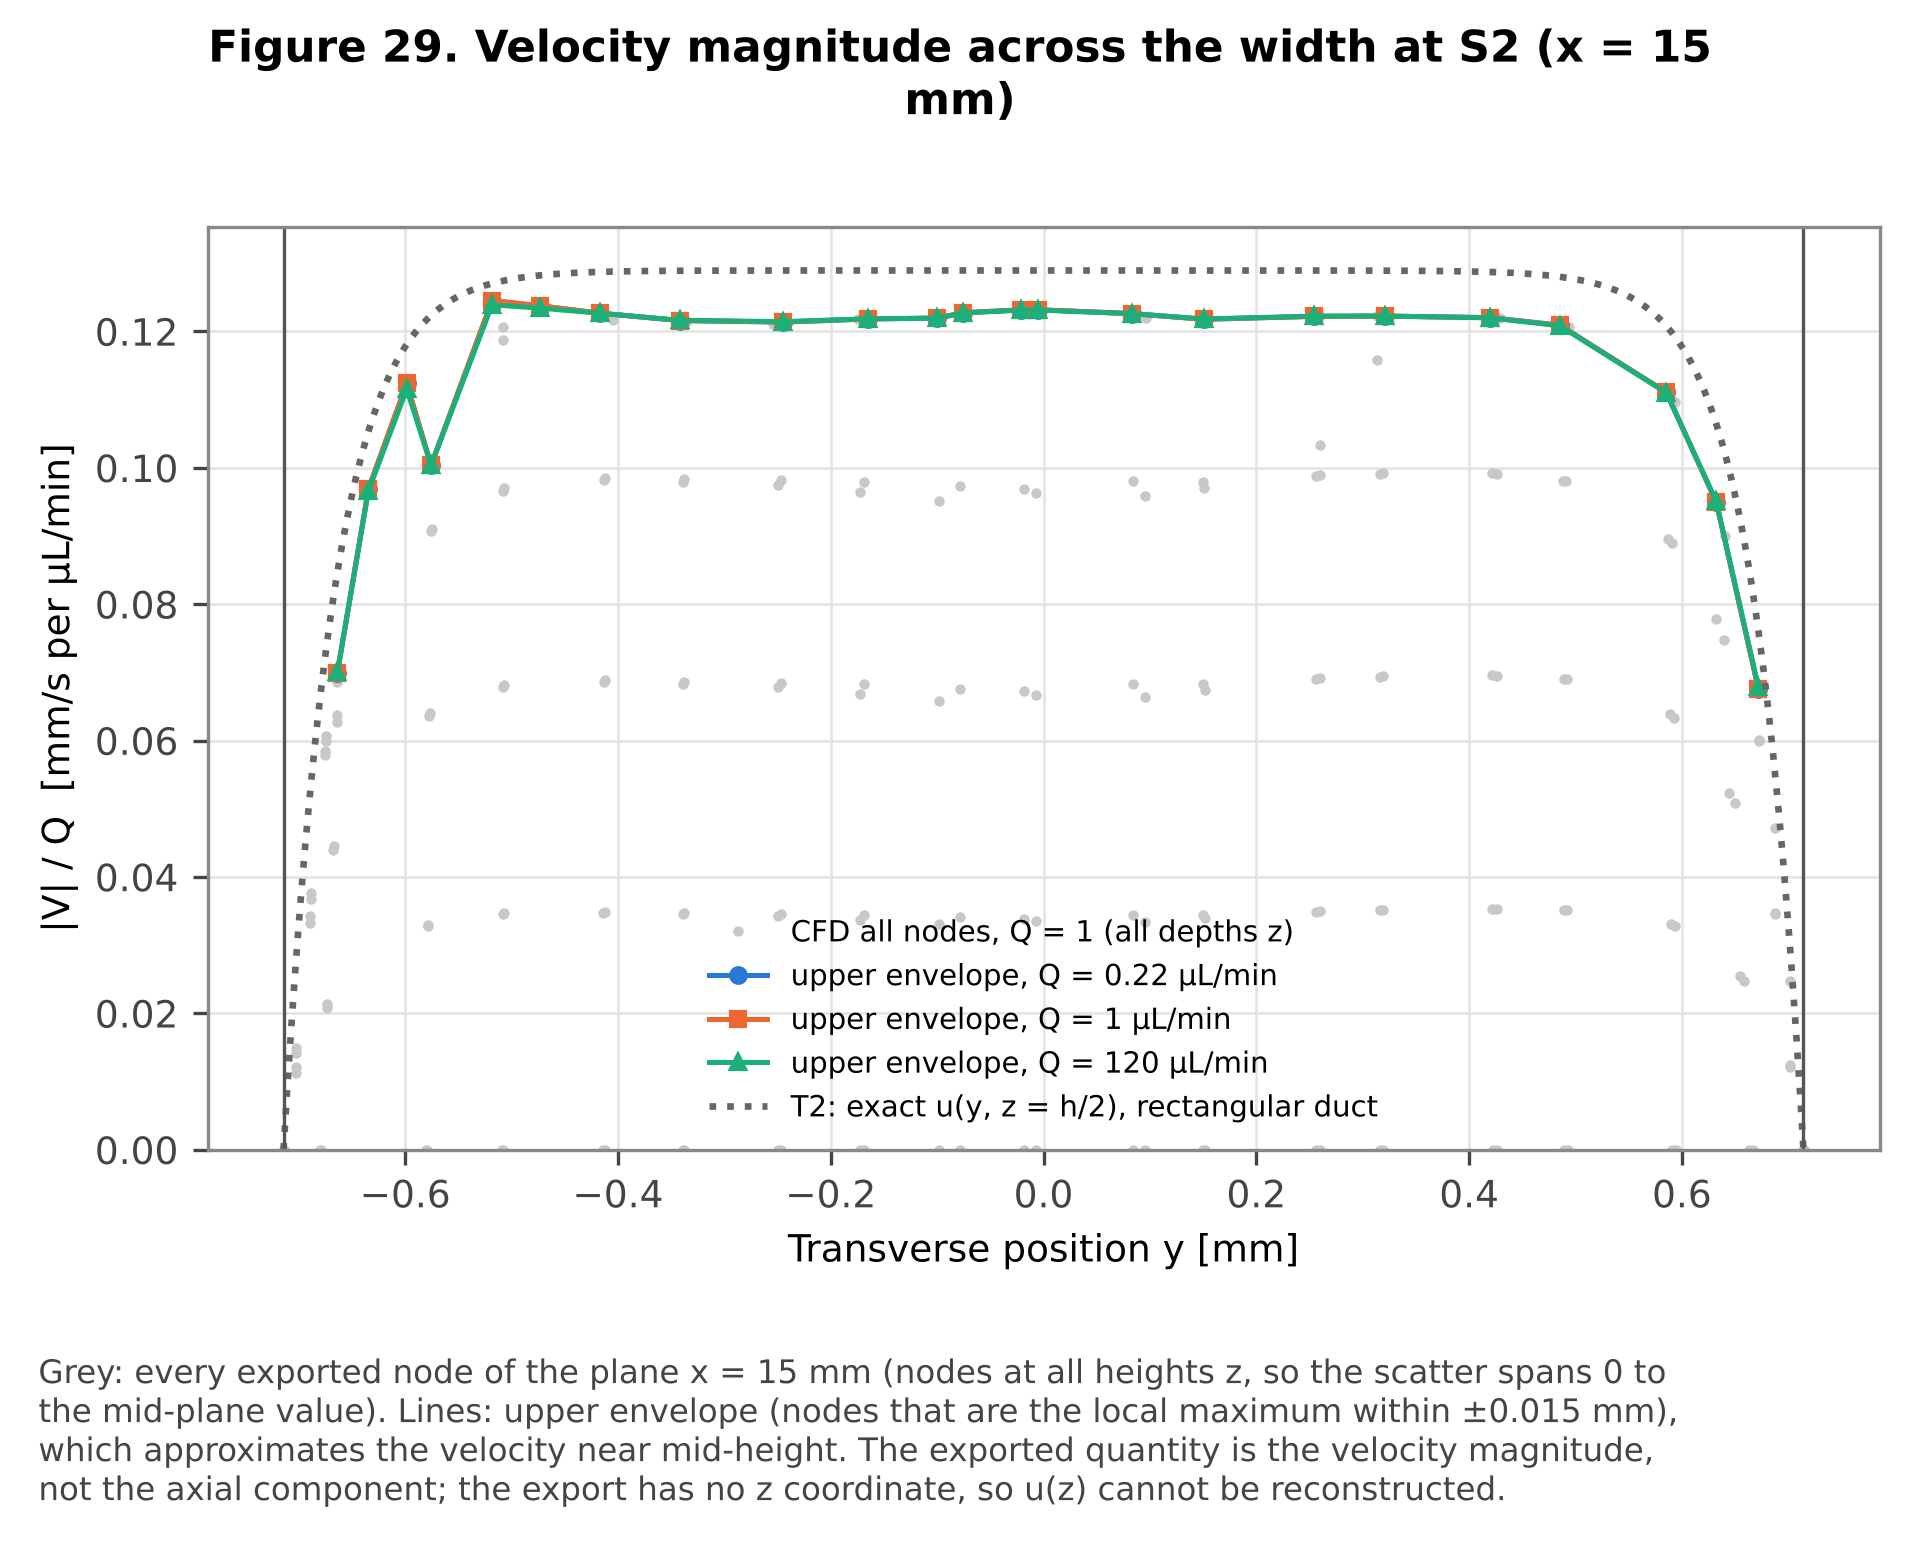 Figure 29. Velocity magnitude across the width at S2 (x = 15
mm)
|V| / Q  [mm/s per µL/min]
0.12
0.10
0.08
0.06
0.04
0.02
0.00
CFD all nodes, Q = 1 (all depths z)
upper envelope, Q = 0.22 µL/min
upper envelope, Q = 1 µL/min
upper envelope, Q = 120 µL/min
T2: exact u(y, z = h/2), rectangular duct
−0.6 −0.4 −0.2 0.0 0.2 0.4 0.6
Transverse position y [mm]
Grey: every exported node of the plane x = 15 mm (nodes at all heights z, so the scatter spans 0 to
the mid-plane value). Lines: upper envelope (nodes that are the local maximum within ±0.015 mm),
which approximates the velocity near mid-height. The exported quantity is the velocity magnitude,
not the axial component; the export has no z coordinate, so u(z) cannot be reconstructed.